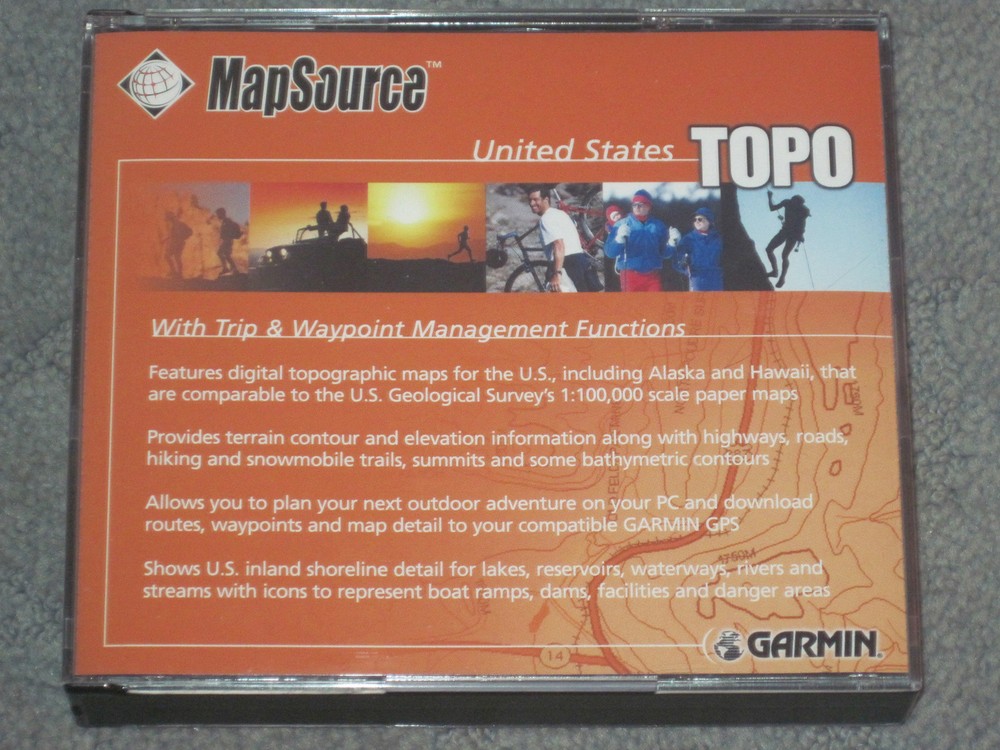 MapSource™
United States TOPO
With Trip & Waypoint Management Functions
Features digital topographic maps for the U.S., including Alaska and Hawaii, that
are comparable to the U.S. Geological Survey's 1:100,000 scale paper maps
Provides terrain contour and elevation information along with highways, roads,
hiking and snowmobile trails, summits and some bathymetric contours
Allows you to plan your next outdoor adventure on your PC and download
routes, waypoints and map detail to your compatible GARMIN GPS
1750M
Shows U.S. inland shoreline detail for lakes, reservoirs, waterways, rivers and
streams with icons to represent boat ramps, dams, facilities and danger areas
14
GARMIN®